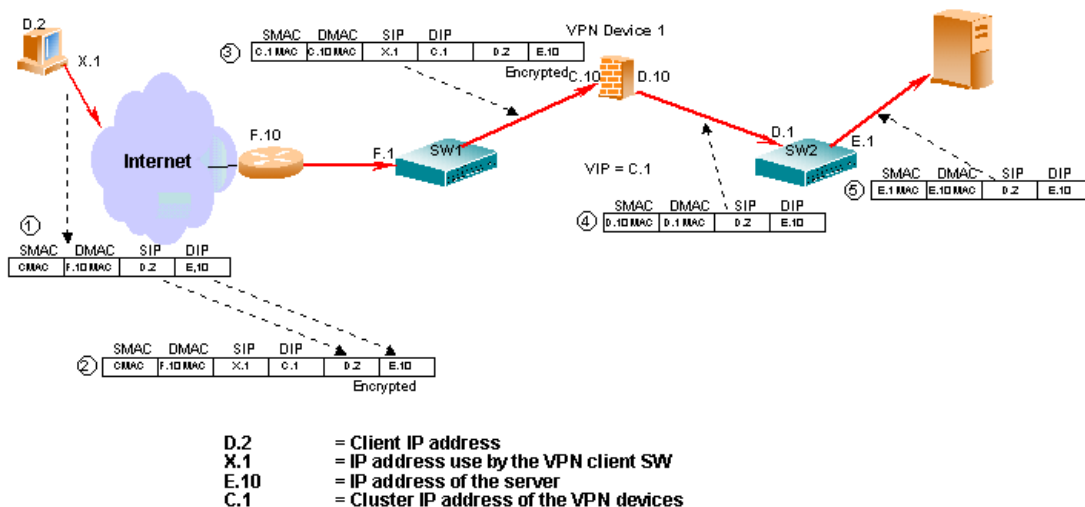 D.2
X.1
Internet
F.10
F.1
SW1
SMAC DMAC SIP DIP
3 C.1 MAC C.10 MAC X.1 C.1 D.2 E.10
Encrypted
VPN Device 1
C.10 D.10
D.1
SW2
E.1
VIP = C.1
SMAC DMAC SIP DIP
4 D.10 MAC D.1 MAC D.2 E.10
SMAC DMAC SIP DIP
5 E.1 MAC E.10 MAC D.2 E.10
1
SMAC DMAC SIP DIP
CMAC F.10 MAC D.2 E,10
SMAC DMAC SIP DIP
2 CMAC F.10 MAC X.1 C.1 D.2 E.10
Encrypted
D.2 = Client IP address
X.1 = IP address use by the VPN client SW
E.10 = IP address of the server
C.1 = Cluster IP address of the VPN devices